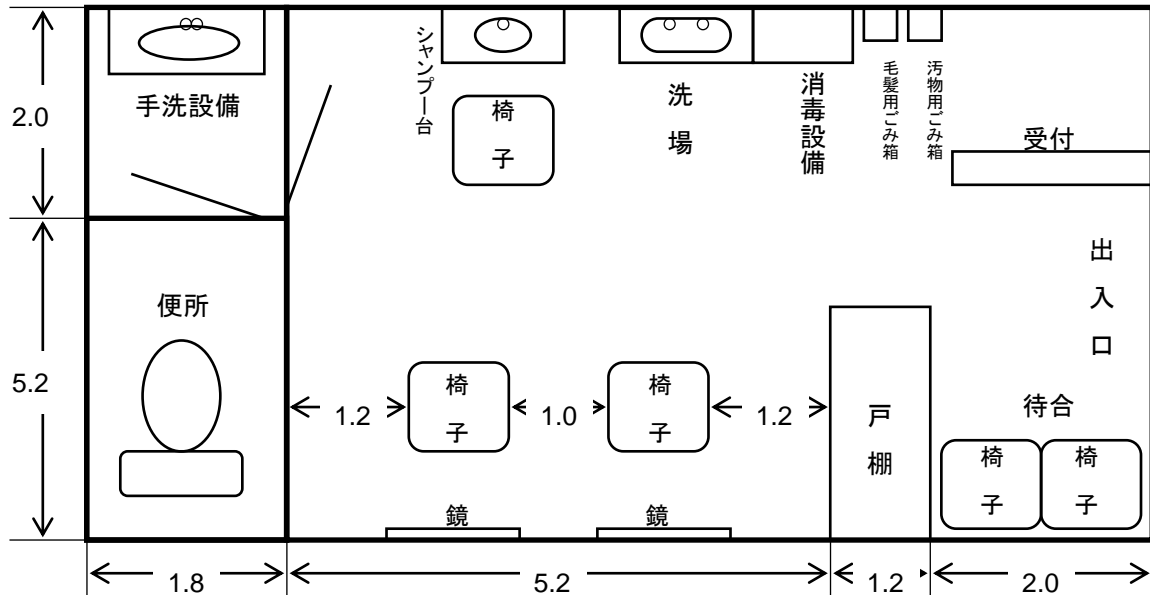 2.0
手洗設備
シャンプー台
椅子
洗場
消毒設備
毛髪用ごみ箱
汚物用ごみ箱
受付
出入口
5.2
便所
1.2
椅子
1.0
椅子
1.2
戸棚
待合
椅子
椅子
鏡
鏡
1.8
5.2
1.2
2.0